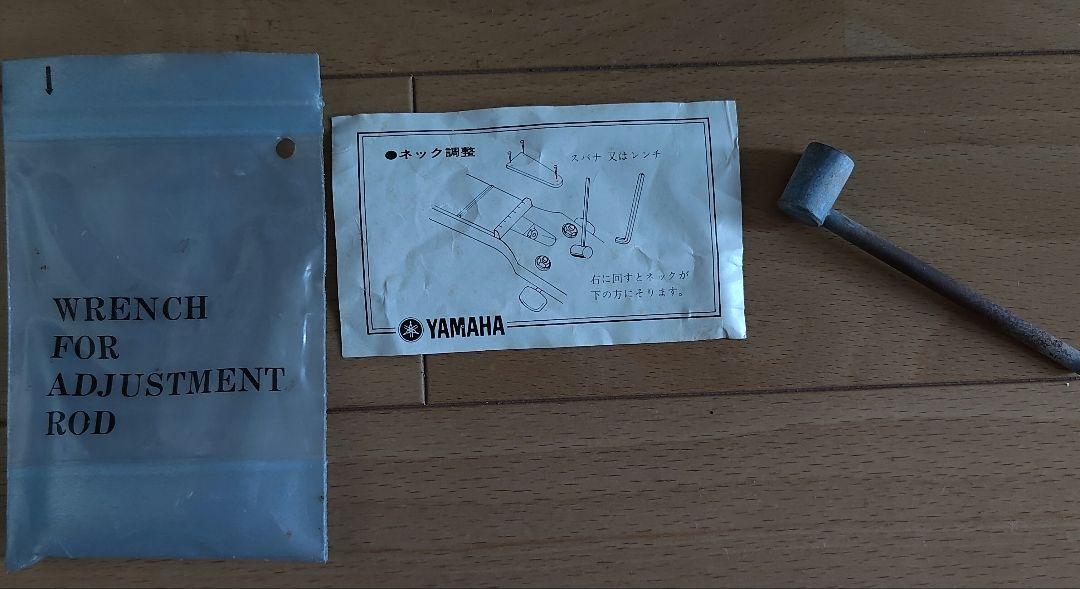 WRENCH
FOR
ADJUSTMENT
ROD
●ネック調整
スパナ 又はレンチ
右に回すとネックが
下の方にそります。
YAMAHA